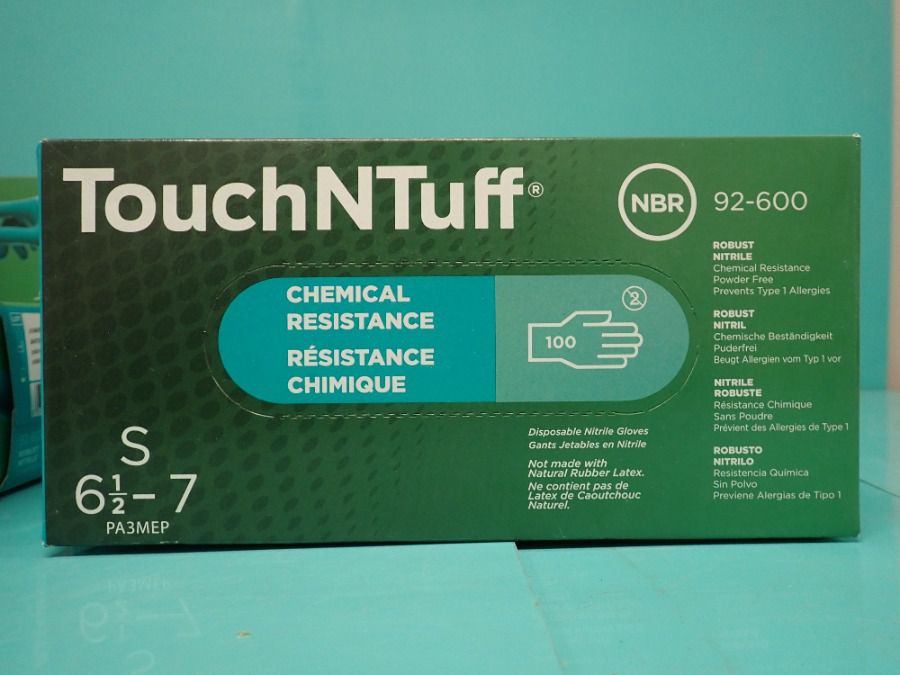 TouchNTuff®
NBR
92-600
ROBUST
NITRILE
Chemical Resistance
Powder Free
Prevents Type 1 Allergies
CHEMICAL
RESISTANCE
RÉSISTANCE
CHIMIQUE
2
100
ROBUST
NITRIL
Chemische Beständigkeit
Puderfrei
Beugt Allergien vom Typ 1 vor
NITRILE
ROBUSTE
Résistance Chimique
Sans Poudre
Prévient des Allergies de Type 1
ROBUSTO
NITRILO
Resistencia Química
Sin Polvo
Previene Alergias de Tipo 1
Disposable Nitrile Gloves
Gants Jetables en Nitrile
Not made with
Natural Rubber Latex.
Ne contient pas de
Latex de Caoutchouc
Naturel.
S
6½– 7
РАЗМЕР